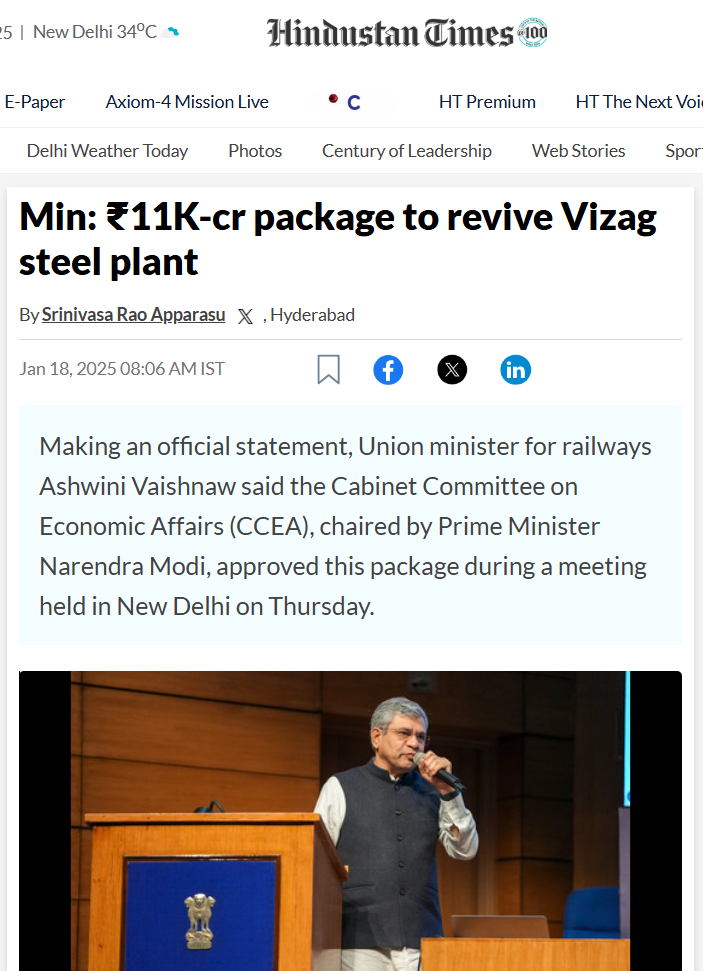 25 | New Delhi 34⁰C
Hindustan Times
@100
E-Paper Axiom-4 Mission Live C HT Premium HT The Next Voi
Delhi Weather Today Photos Century of Leadership Web Stories Spor
Min: ₹11K-cr package to revive Vizag
steel plant
By Srinivasa Rao Apparasu X , Hyderabad
Jan 18, 2025 08:06 AM IST
f X in
Making an official statement, Union minister for railways
Ashwini Vaishnaw said the Cabinet Committee on
Economic Affairs (CCEA), chaired by Prime Minister
Narendra Modi, approved this package during a meeting
held in New Delhi on Thursday.